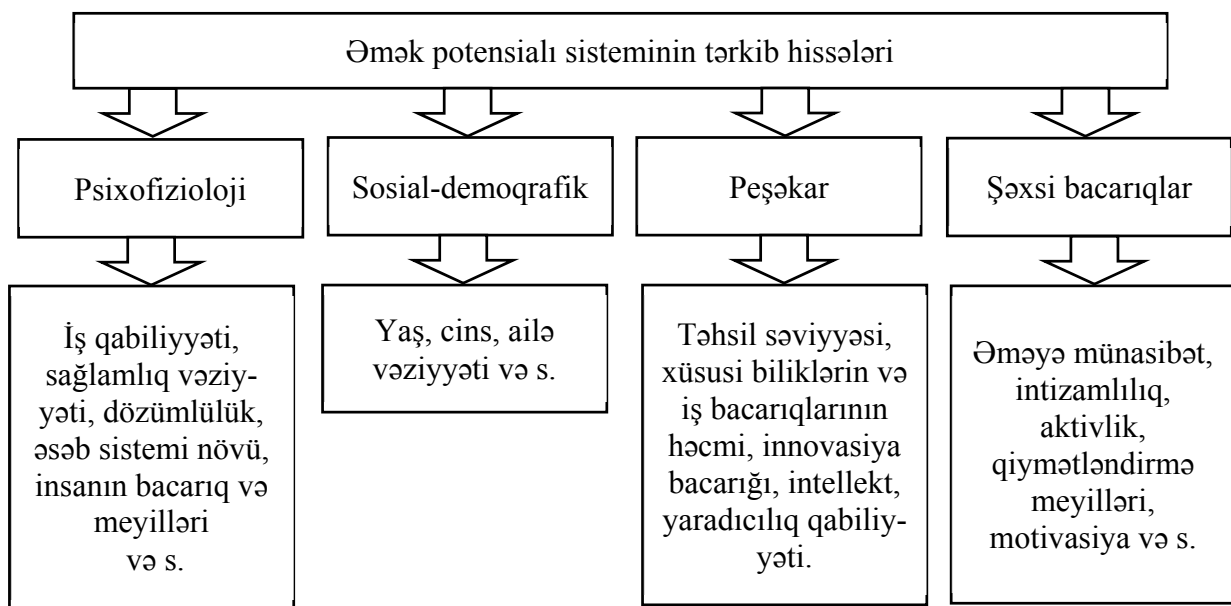 Əmək potensialı sisteminin tərkib hissələri
Psixofizioloji
Sosial-demoqrafik
Peşəkar
Şəxsi bacarıqlar
İş qabiliyyəti,
sağlamlıq vəziy-
yəti, dözümlülük,
əsəb sistemi növü,
insanın bacarıq və
meyilləri
və s.
Yaş, cins, ailə
vəziyyəti və s.
Təhsil səviyyəsi,
xüsusi biliklərin və
iş bacarıqlarının
həcmi, innovasiya
bacarığı, intellekt,
yaradıcılıq qabiliy-
yəti.
Əməyə münasibət,
intizamlılıq,
aktivlik,
qiymətləndirmə
meyilləri,
motivasiya və s.